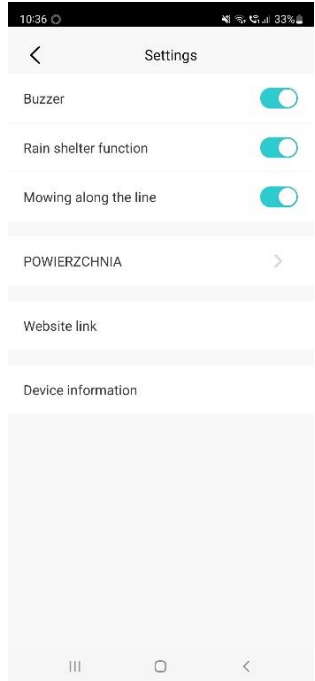 10:36
33%
Settings
Buzzer
Rain shelter function
Mowing along the line
POWIERZCHNIA
Website link
Device information